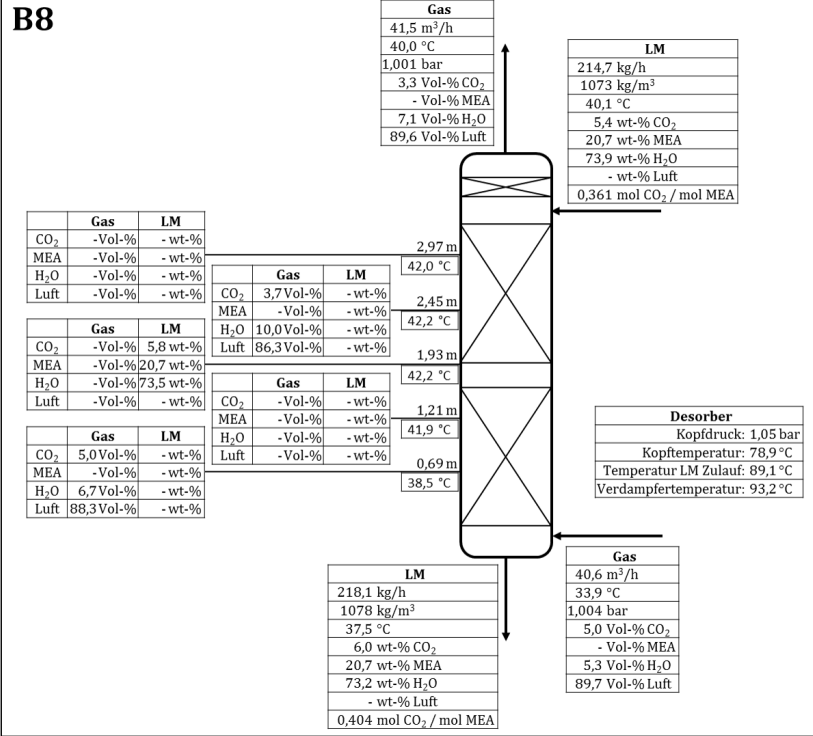 B8
Gas
41,5 m³/h
40,0 °C
1,001 bar
3,3 Vol-% CO₂
- Vol-% MEA
7,1 Vol-% H₂O
89,6 Vol-% Luft
LM
214,7 kg/h
1073 kg/m³
40,1 °C
5,4 wt-% CO₂
20,7 wt-% MEA
73,9 wt-% H₂O
- wt-% Luft
0,361 mol CO₂ / mol MEA
Gas LM
CO₂ -Vol-% - wt-%
MEA -Vol-% - wt-%
H₂O -Vol-% - wt-%
Luft -Vol-% - wt-%
2,97 m
42,0 °C
Gas LM
CO₂ 3,7 Vol-% - wt-%
MEA -Vol-% - wt-%
H₂O 10,0 Vol-% - wt-%
Luft 86,3 Vol-% - wt-%
2,45 m
42,2 °C
Gas LM
CO₂ -Vol-% 5,8 wt-%
MEA -Vol-% 20,7 wt-%
H₂O -Vol-% 73,5 wt-%
Luft -Vol-% - wt-%
1,93 m
42,2 °C
Gas LM
CO₂ -Vol-% - wt-%
MEA -Vol-% - wt-%
H₂O -Vol-% - wt-%
Luft -Vol-% - wt-%
1,21 m
41,9 °C
Gas LM
CO₂ 5,0 Vol-% - wt-%
MEA -Vol-% - wt-%
H₂O 6,7 Vol-% - wt-%
Luft 88,3 Vol-% - wt-%
0,69 m
38,5 °C
Desorber
Kopfdruck: 1,05 bar
Kopftemperatur: 78,9 °C
Temperatur LM Zulauf: 89,1 °C
Verdampfertemperatur: 93,2 °C
LM
218,1 kg/h
1078 kg/m³
37,5 °C
6,0 wt-% CO₂
20,7 wt-% MEA
73,2 wt-% H₂O
- wt-% Luft
0,404 mol CO₂ / mol MEA
Gas
40,6 m³/h
33,9 °C
1,004 bar
5,0 Vol-% CO₂
- Vol-% MEA
5,3 Vol-% H₂O
89,7 Vol-% Luft